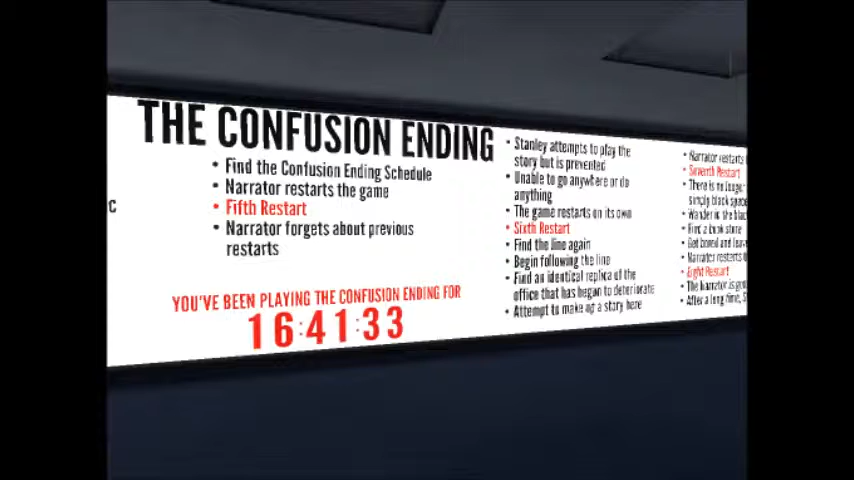 THE CONFUSION ENDING
• Find the Confusion Ending Schedule
• Narrator restarts the game
• Fifth Restart
• Narrator forgets about previous
restarts
YOU'VE BEEN PLAYING THE CONFUSION ENDING FOR
16:41:33
C
• Stanley attempts to play the
story but is prevented
• Unable to go anywhere or do
anything
• The game restarts on its own
• Sixth Restart
• Find the line again
• Begin following the line
• Find an identical replica of the
office that has began to deteriorate
• Attempt to make up a story here
• Narrator restarts
• Seventh Restart
• There is no longer
simply black space
• Wander in the blac
• Find a book store
• Get bored and leave
• Narrator restarts
• Eight Restart
• The narrator is
• After a long time, S